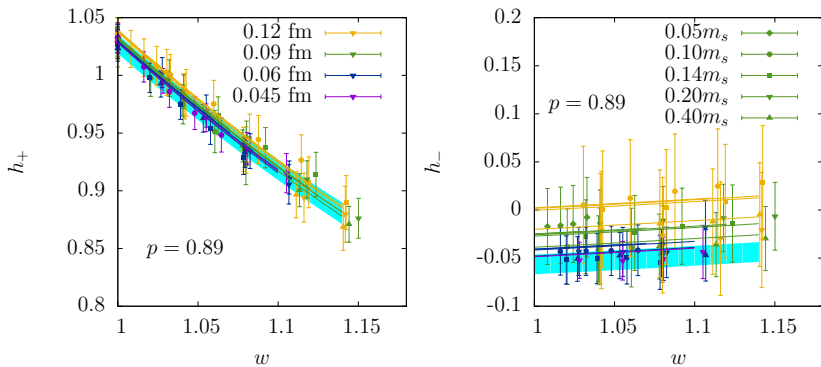 1.1
0.12 fm
0.09 fm
0.06 fm
0.045 fm
1.05
1
h₊
0.95
0.9
p = 0.89
0.85
0.8
1
1.05
1.1
1.15
w
0.2
0.05mₛ
0.10mₛ
0.14mₛ
0.20mₛ
0.40mₛ
0.15
0.1
p = 0.89
0.05
h₋
0
-0.05
-0.1
1
1.05
1.1
1.15
w